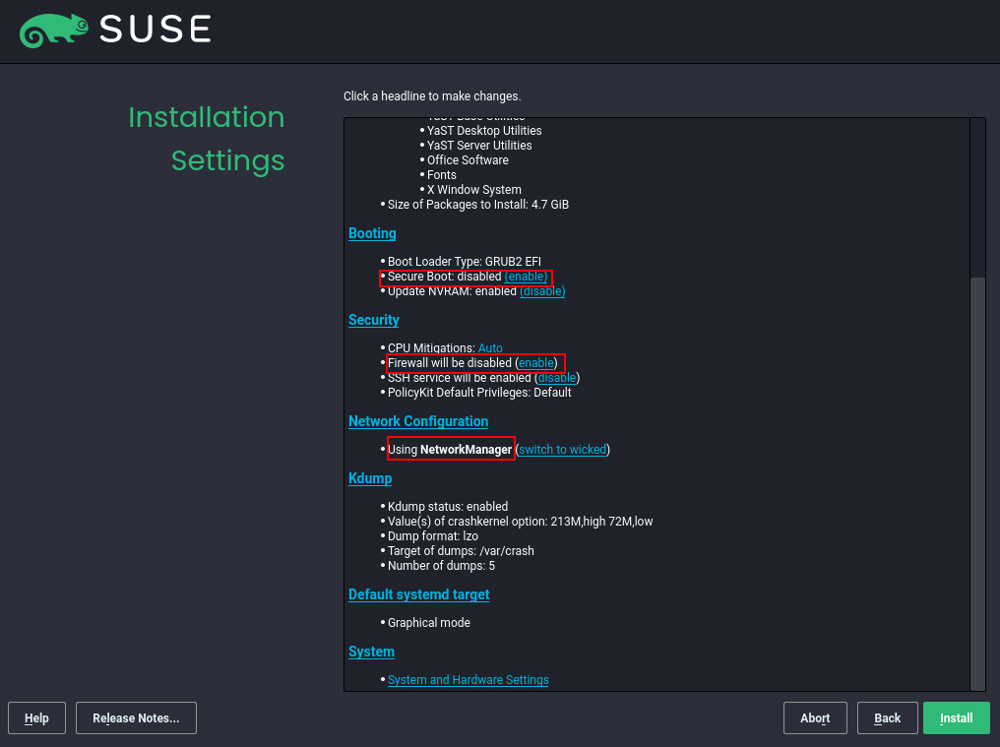 SUSE
Installation
Settings
Click a headline to make changes.
YaST Base Utilities
• YaST Desktop Utilities
• YaST Server Utilities
• Office Software
• Fonts
• X Window System
• Size of Packages to Install: 4.7 GiB
Booting
• Boot Loader Type: GRUB2 EFI
• Secure Boot: disabled (enable)
• Update NVRAM: enabled (disable)
Security
• CPU Mitigations: Auto
• Firewall will be disabled (enable)
• SSH service will be enabled (disable)
• PolicyKit Default Privileges: Default
Network Configuration
• Using NetworkManager (switch to wicked)
Kdump
• Kdump status: enabled
• Value(s) of crashkernel option: 213M,high 72M,low
• Dump format: lzo
• Target of dumps: /var/crash
• Number of dumps: 5
Default systemd target
• Graphical mode
System
• System and Hardware Settings
Help
Release Notes...
Abort
Back
Install